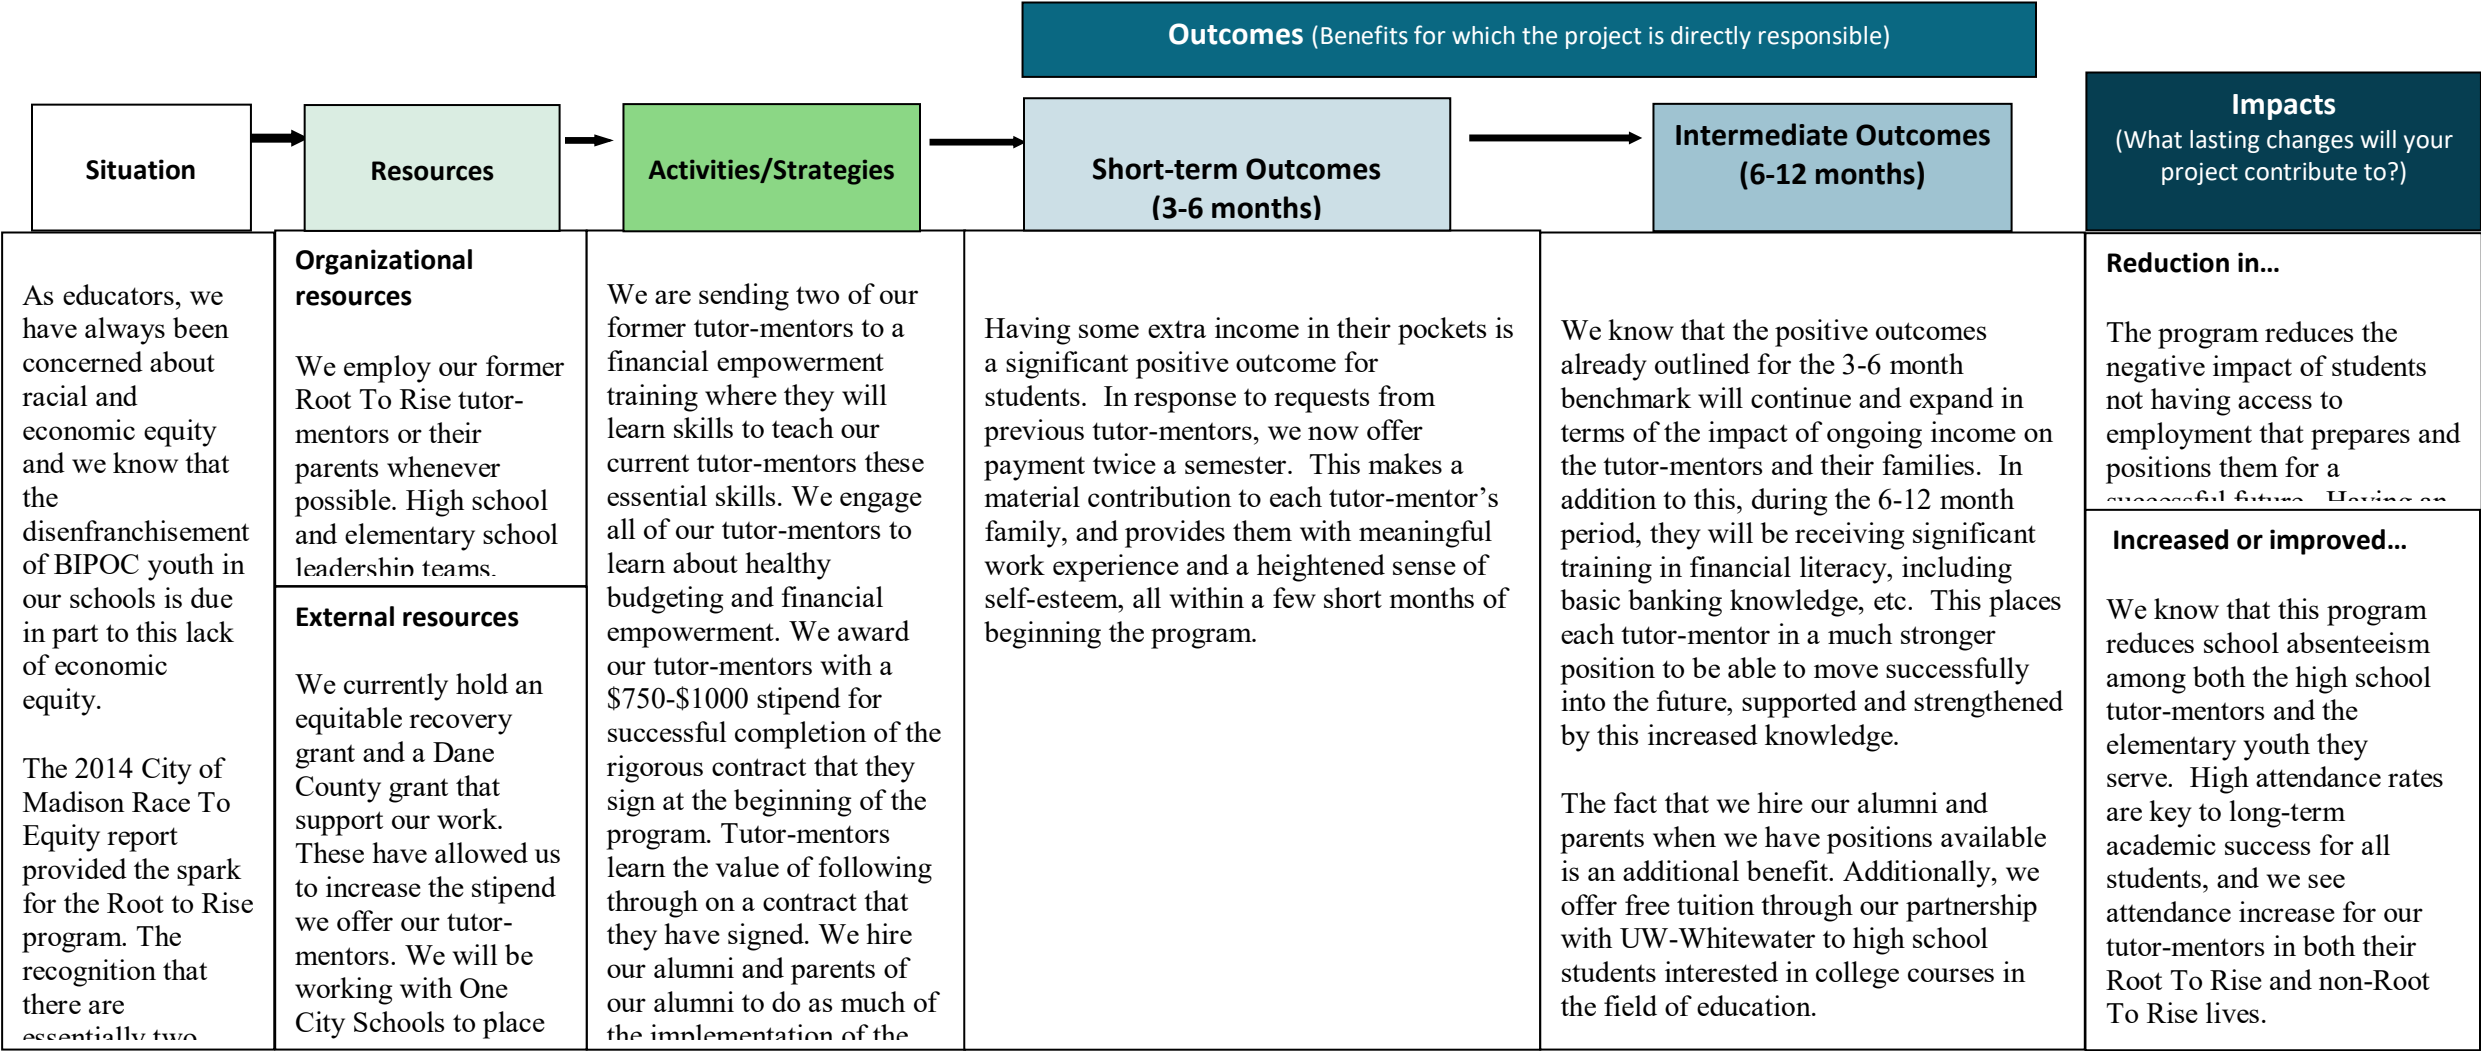 Outcomes (Benefits for which the project is directly responsible)
Situation
Resources
Activities/Strategies
Short-term Outcomes
(3-6 months)
Intermediate Outcomes
(6-12 months)
Impacts
(What lasting changes will your
project contribute to?)
As educators, we
have always been
concerned about
racial and
economic equity
and we know that
the
disenfranchisement
of BIPOC youth in
our schools is due
in part to this lack
of economic
equity.
The 2014 City of
Madison Race To
Equity report
provided the spark
for the Root to Rise
program. The
recognition that
there are
essentially two
Organizational
resources
We employ our former
Root To Rise tutor-
mentors or their
parents whenever
possible. High school
and elementary school
leadership teams.
External resources
We currently hold an
equitable recovery
grant and a Dane
County grant that
support our work.
These have allowed us
to increase the stipend
we offer our tutor-
mentors. We will be
working with One
City Schools to place
We are sending two of our
former tutor-mentors to a
financial empowerment
training where they will
learn skills to teach our
current tutor-mentors these
essential skills. We engage
all of our tutor-mentors to
learn about healthy
budgeting and financial
empowerment. We award
our tutor-mentors with a
$750-$1000 stipend for
successful completion of the
rigorous contract that they
sign at the beginning of the
program. Tutor-mentors
learn the value of following
through on a contract that
they have signed. We hire
our alumni and parents of
our alumni to do as much of
the implementation of the
Having some extra income in their pockets is
a significant positive outcome for
students.  In response to requests from
previous tutor-mentors, we now offer
payment twice a semester.  This makes a
material contribution to each tutor-mentor’s
family, and provides them with meaningful
work experience and a heightened sense of
self-esteem, all within a few short months of
beginning the program.
We know that the positive outcomes
already outlined for the 3-6 month
benchmark will continue and expand in
terms of the impact of ongoing income on
the tutor-mentors and their families.  In
addition to this, during the 6-12 month
period, they will be receiving significant
training in financial literacy, including
basic banking knowledge, etc.  This places
each tutor-mentor in a much stronger
position to be able to move successfully
into the future, supported and strengthened
by this increased knowledge.
The fact that we hire our alumni and
parents when we have positions available
is an additional benefit. Additionally, we
offer free tuition through our partnership
with UW-Whitewater to high school
students interested in college courses in
the field of education.
Reduction in…
The program reduces the
negative impact of students
not having access to
employment that prepares and
positions them for a
successful future.  Having an
Increased or improved…
We know that this program
reduces school absenteeism
among both the high school
tutor-mentors and the
elementary youth they
serve.  High attendance rates
are key to long-term
academic success for all
students, and we see
attendance increase for our
tutor-mentors in both their
Root To Rise and non-Root
To Rise lives.